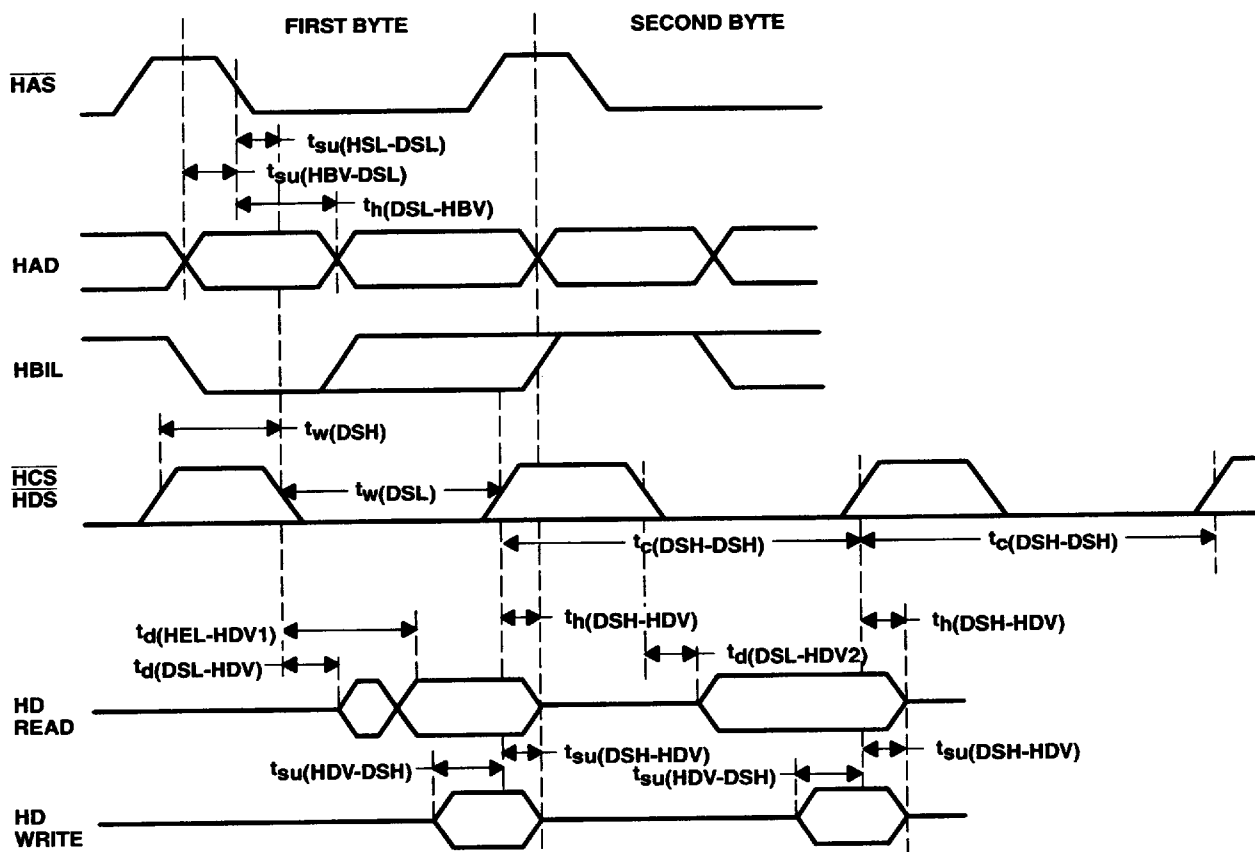 FIRST BYTE SECOND BYTE
HAS
tsu(HSL-DSL)
tsu(HBV-DSL)
th(DSL-HBV)
HAD
HBIL
tw(DSH)
HCS
HDS
tw(DSL)
tc(DSH-DSH) tc(DSH-DSH)
td(HEL-HDV1) th(DSH-HDV) th(DSH-HDV)
td(DSL-HDV) td(DSL-HDV2)
HD
READ
tsu(HDV-DSH) tsu(DSH-HDV) tsu(HDV-DSH) tsu(DSH-HDV)
HD
WRITE